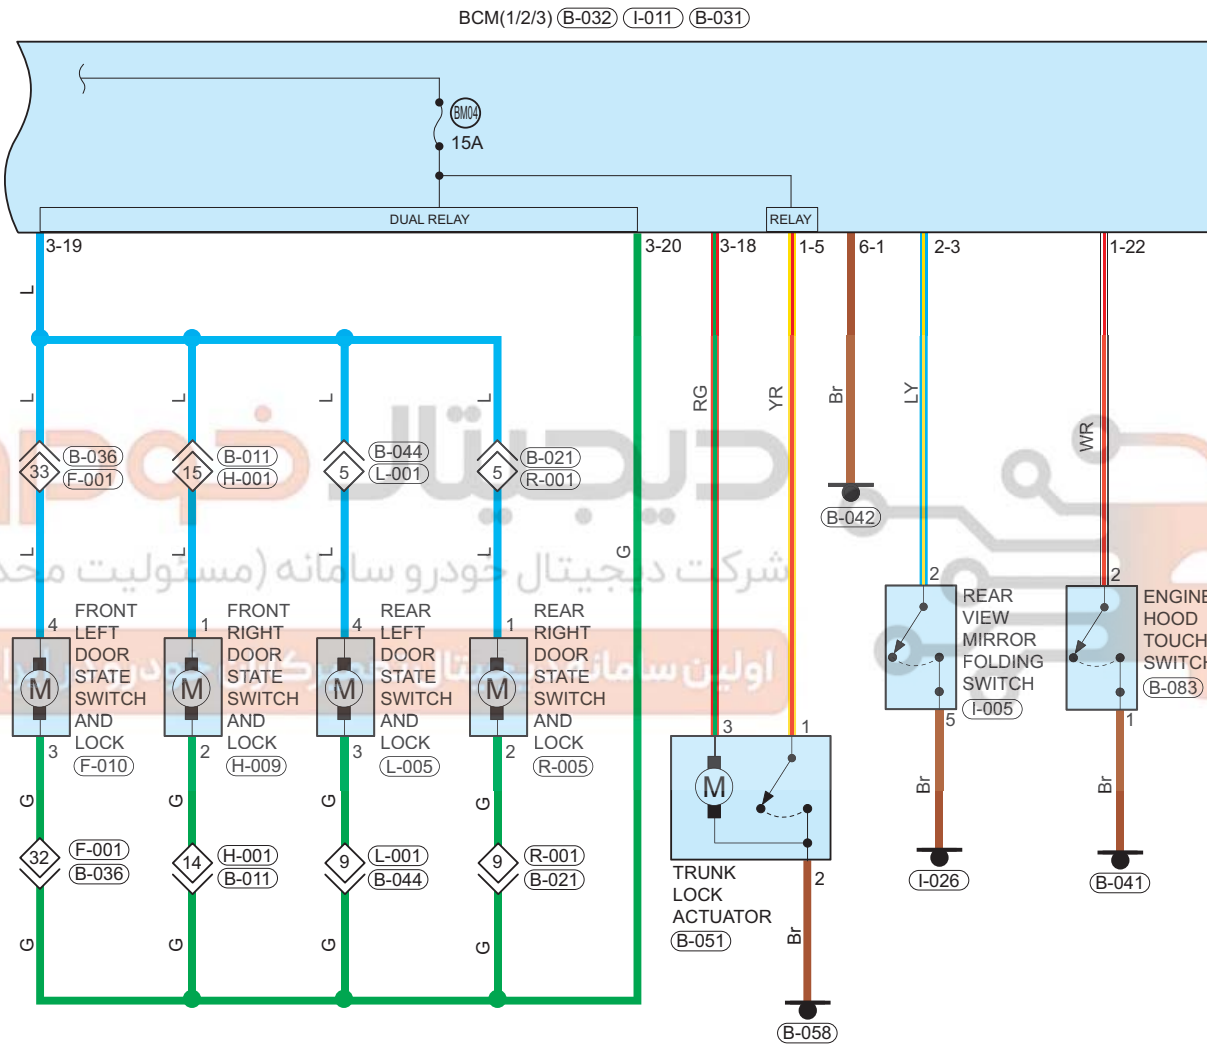 BCM(1/2/3) B-032 I-011 B-031
BM04
15A
DUAL RELAY
RELAY
3-19
3-20
3-18
1-5
6-1
2-3
1-22
L
L L L L
RG YR Br LY WR
33 B-036 F-001
15 B-011 H-001
5 B-044 L-001
5 B-021 R-001
B-042
دیجیتال خودرو
شرکت دیجیتال خودرو سامانه (مسئولیت محد
اولین سامانه دیجیتال تعمیرکاران خودرو در ایرا
L L L L G
4 FRONT LEFT DOOR STATE SWITCH AND LOCK F-010
M
3
1 FRONT RIGHT DOOR STATE SWITCH AND LOCK H-009
M
2
4 REAR LEFT DOOR STATE SWITCH AND LOCK L-005
M
3
1 REAR RIGHT DOOR STATE SWITCH AND LOCK R-005
M
2
2 REAR VIEW MIRROR FOLDING SWITCH I-005
5
2 ENGINE HOOD TOUCH SWITCH B-083
1
3 1
M
2
TRUNK LOCK ACTUATOR B-051
G G G G
Br Br
32 F-001 B-036
14 H-001 B-011
9 L-001 B-044
9 R-001 B-021
I-026
B-041
G G G G
Br
B-058